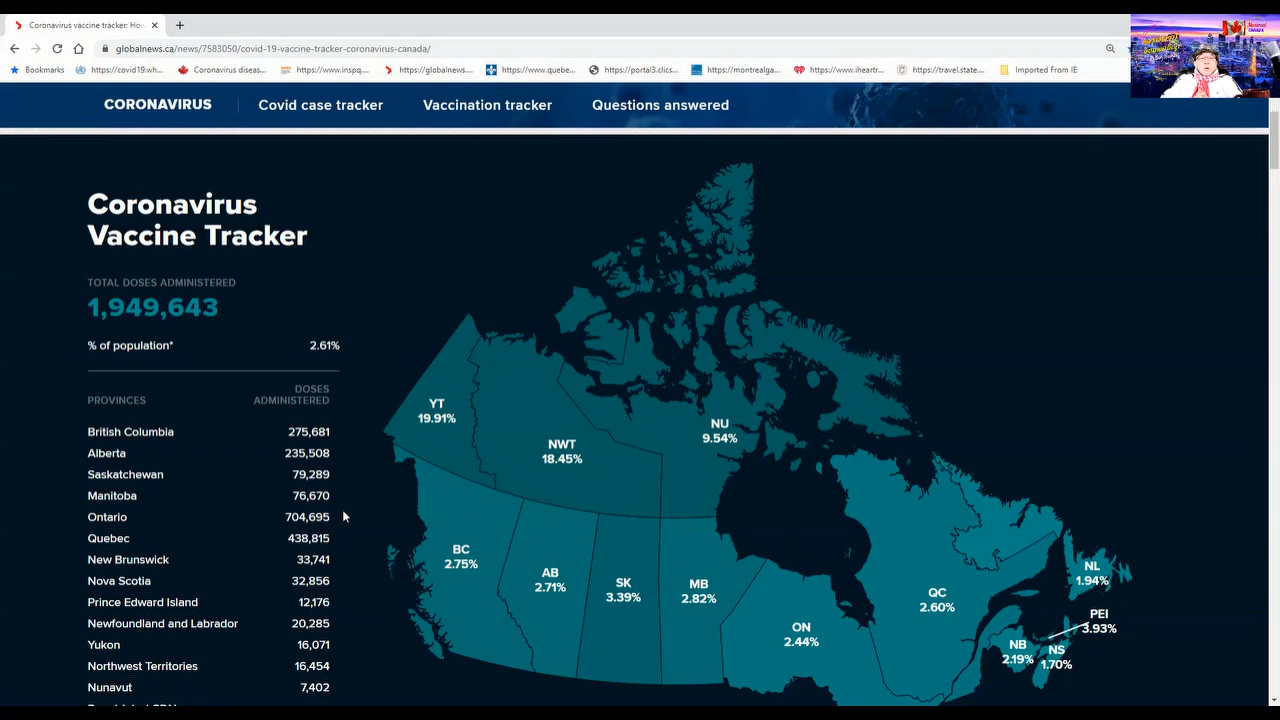 Coronavirus vaccine tracker: Ho
globalnews.ca/news/7583050/covid-19-vaccine-tracker-coronavirus-canada/
Bookmarks
https://covid19.wh...
Coronavirus diseas...
https://www.inspq....
https://globalnews....
https://www.quebe...
https://portal3.clics...
https://montrealga...
https://www.iheartr...
https://travel.state...
Imported From IE
CORONAVIRUS
Covid case tracker
Vaccination tracker
Questions answered
Coronavirus
Vaccine Tracker
TOTAL DOSES ADMINISTERED
1,949,643
% of population* 2.61%
DOSES
PROVINCES ADMINISTERED
British Columbia 275,681
Alberta 235,508
Saskatchewan 79,289
Manitoba 76,670
Ontario 704,695
Quebec 438,815
New Brunswick 33,741
Nova Scotia 32,856
Prince Edward Island 12,176
Newfoundland and Labrador 20,285
Yukon 16,071
Northwest Territories 16,454
Nunavut 7,402
YT
19.91%
NWT
18.45%
NU
9.54%
BC
2.75%
AB
2.71%
SK
3.39%
MB
2.82%
ON
2.44%
QC
2.60%
NL
1.94%
PEI
3.93%
NB
2.19%
NS
1.70%